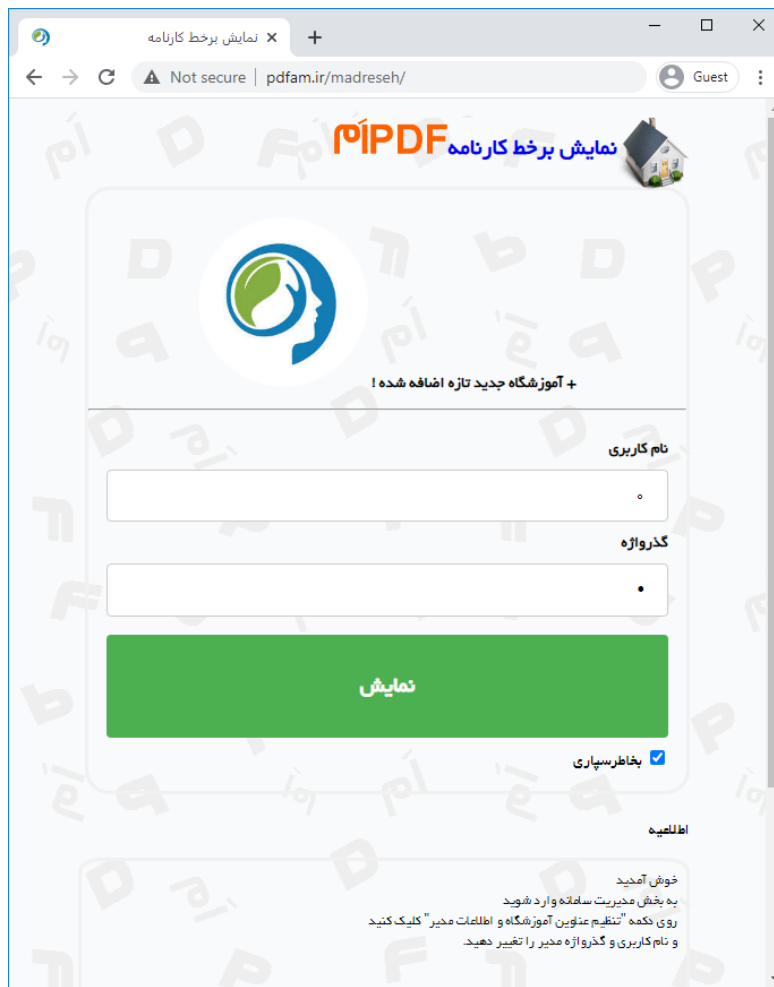 نمایش برخط کارنامه
Not secure | pdfam.ir/madreseh/
Guest
نمایش برخط کارنامه PDFاَم
+ آموزشگاه جدید تازه اضافه شده !
نام کاربری
۰
گذرواژه
•
نمایش
بخاطرسپاری
اطلاعیه
خوش آمدید
به بخش مدیریت سامانه وارد شوید
روی دکمه "تنظیم عناوین آموزشگاه و اطلاعات مدیر" کلیک کنید
و نام کاربری و گذرواژه مدیر را تغییر دهید.